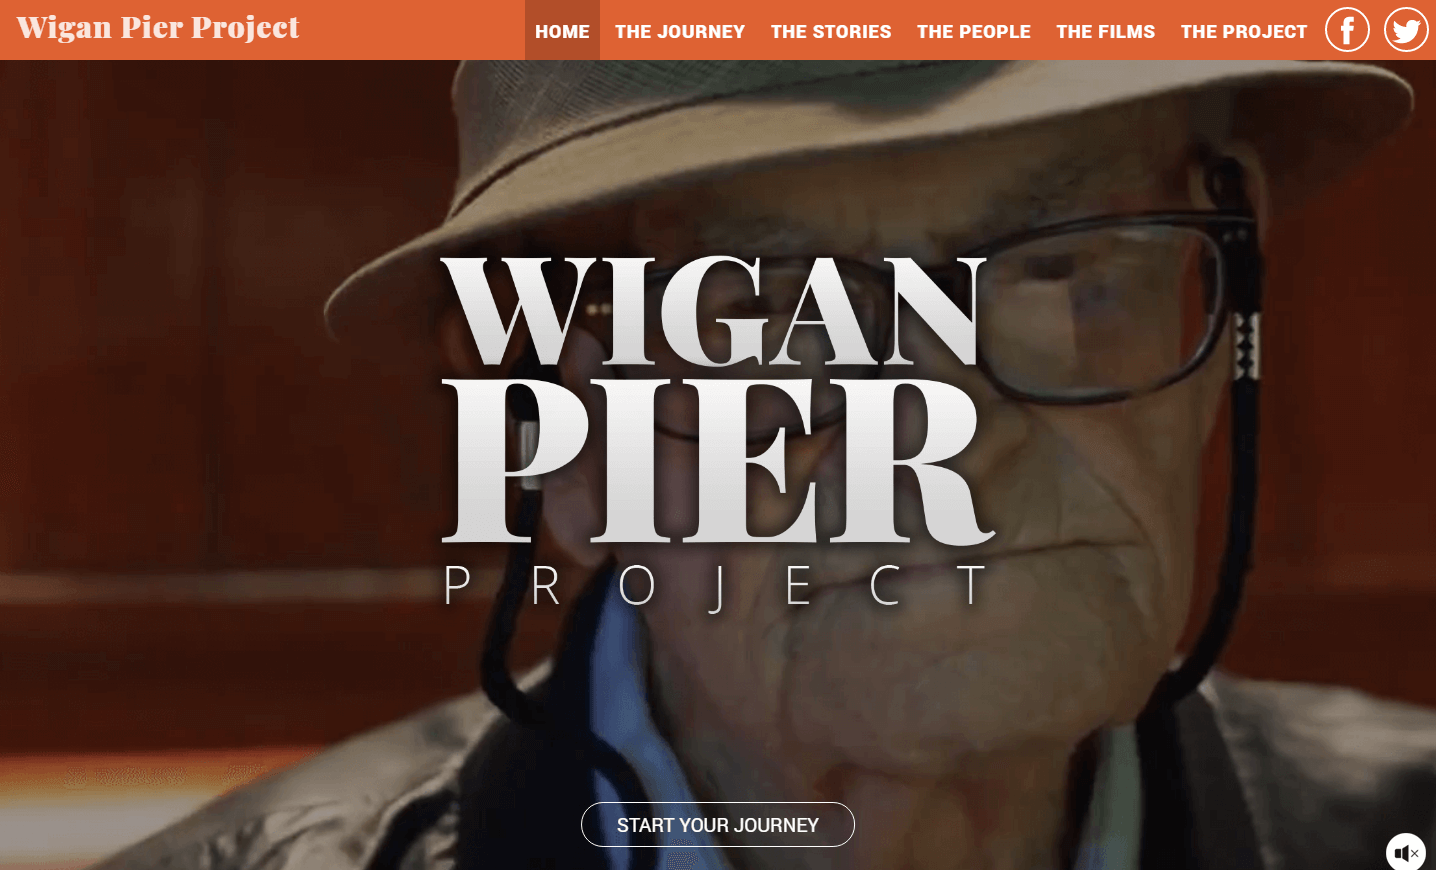 Wigan Pier Project
HOME THE JOURNEY THE STORIES THE PEOPLE THE FILMS THE PROJECT
WIGAN
PIER
PROJECT
START YOUR JOURNEY